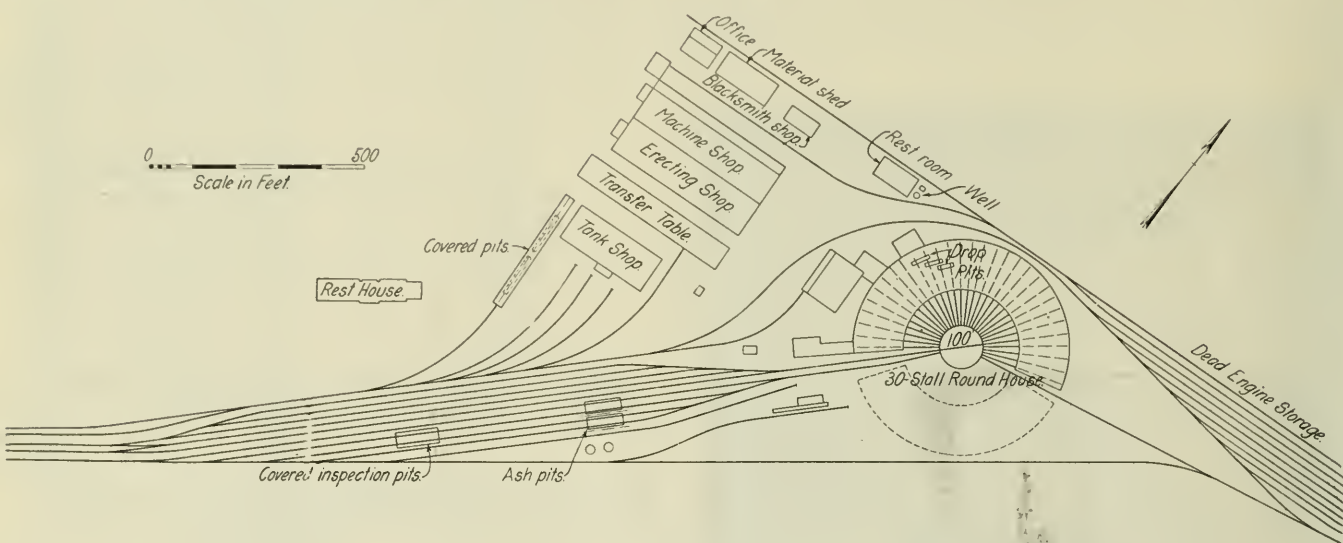 Office
Material shed
Blacksmith shop.
Machine Shop.
Erecting Shop.
Transfer Table.
Tank Shop.
Covered pits.
Rest House.
0 500
Scale in Feet.
Rest room
Well
Drop
Pits.
100'
30-Stall Round House.
Dead Engine Storage.
Covered inspection pits.
Ash pits.